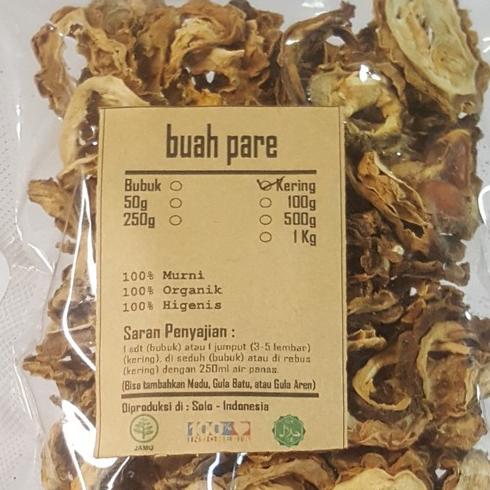 buah pare
Bubuk Kering
50g 100g
250g 500g
1 Kg
100% Murni
100% Organik
100% Higenis
Saran Penyajian :
1 sdt (bubuk) atau 1 jumput (3-5 lembar)
(kering), di seduh (bubuk) atau di rebus
(kering) dengan 250ml air panas.
(Bisa tambahkan Madu, Gula Batu, atau Gula Aren)
Diproduksi di : Solo - Indonesia
JAMU
100%
INDONESIA